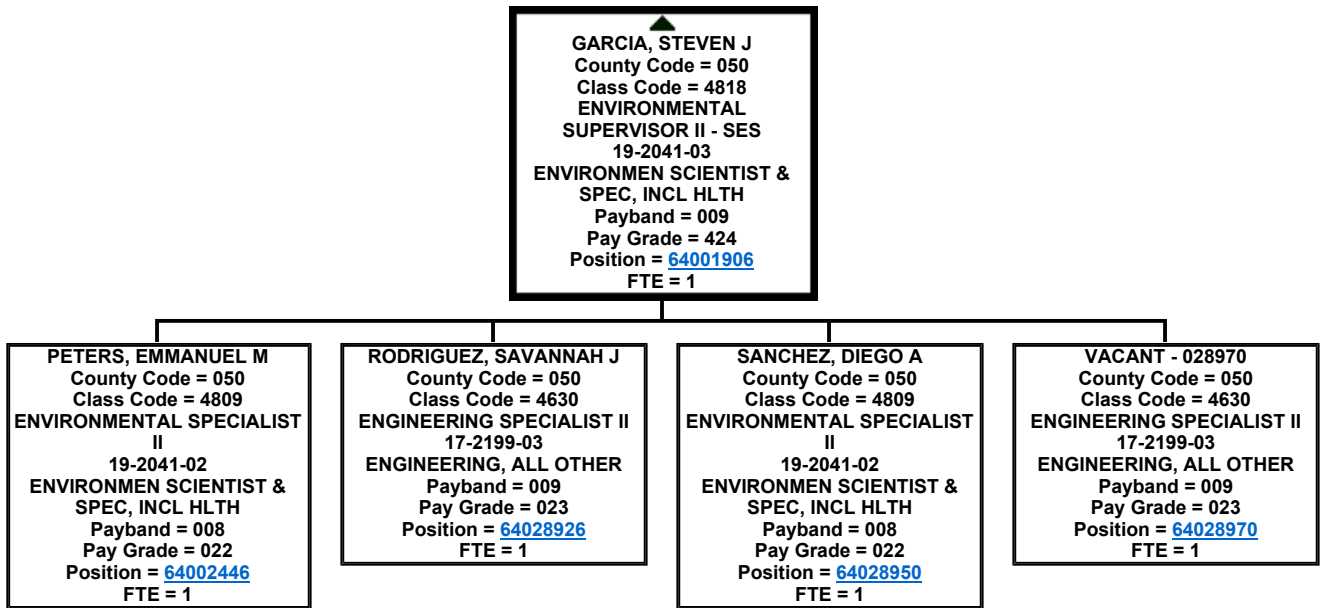 GARCIA, STEVEN J
County Code = 050
Class Code = 4818
ENVIRONMENTAL
SUPERVISOR II - SES
19-2041-03
ENVIRONMEN SCIENTIST &
SPEC, INCL HLTH
Payband = 009
Pay Grade = 424
Position = 64001906
FTE = 1
PETERS, EMMANUEL M
County Code = 050
Class Code = 4809
ENVIRONMENTAL SPECIALIST
II
19-2041-02
ENVIRONMEN SCIENTIST &
SPEC, INCL HLTH
Payband = 008
Pay Grade = 022
Position = 64002446
FTE = 1
RODRIGUEZ, SAVANNAH J
County Code = 050
Class Code = 4630
ENGINEERING SPECIALIST II
17-2199-03
ENGINEERING, ALL OTHER
Payband = 009
Pay Grade = 023
Position = 64028926
FTE = 1
SANCHEZ, DIEGO A
County Code = 050
Class Code = 4809
ENVIRONMENTAL SPECIALIST
II
19-2041-02
ENVIRONMEN SCIENTIST &
SPEC, INCL HLTH
Payband = 008
Pay Grade = 022
Position = 64028950
FTE = 1
VACANT - 028970
County Code = 050
Class Code = 4630
ENGINEERING SPECIALIST II
17-2199-03
ENGINEERING, ALL OTHER
Payband = 009
Pay Grade = 023
Position = 64028970
FTE = 1